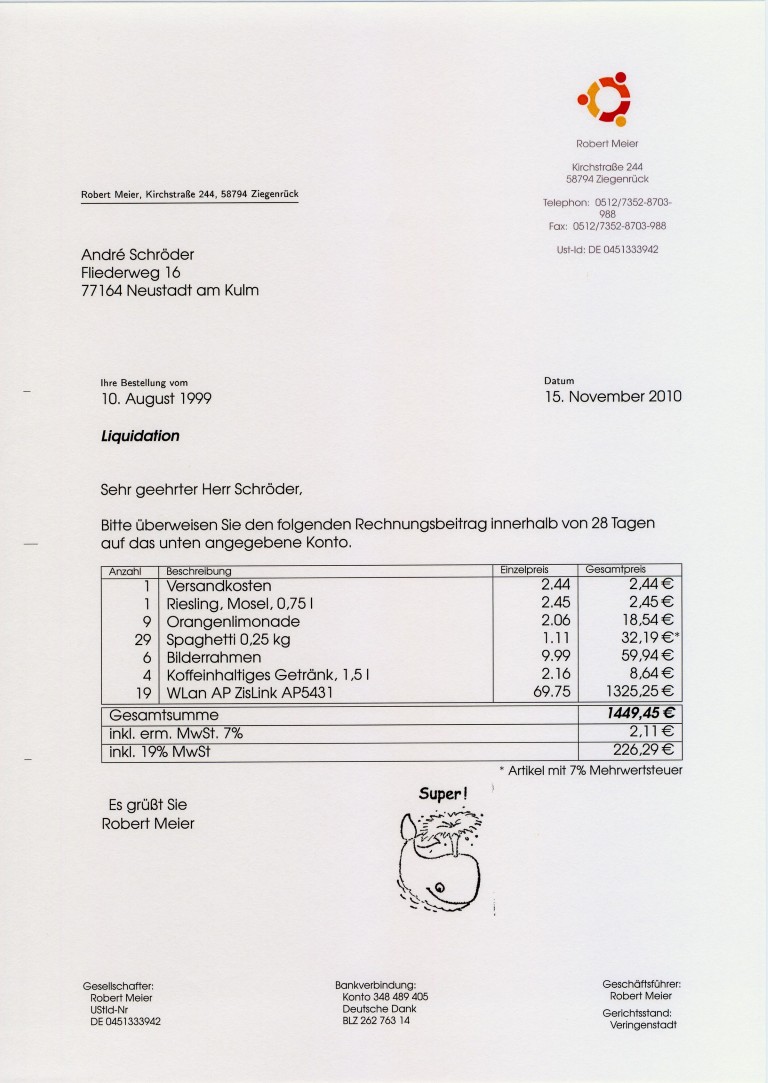 Robert Meier
Kirchstraße 244
58794 Ziegenrück
Telephon: 0512/7352-8703-
988
Fax: 0512/7352-8703-988
Ust-Id: DE 0451333942
Robert Meier, Kirchstraße 244, 58794 Ziegenrück
André Schröder
Fliederweg 16
77164 Neustadt am Kulm
Ihre Bestellung vom
10. August 1999
Datum
15. November 2010
Liquidation
Sehr geehrter Herr Schröder,
Bitte überweisen Sie den folgenden Rechnungsbeitrag innerhalb von 28 Tagen
auf das unten angegebene Konto.
Anzahl Beschreibung Einzelpreis Gesamtpreis
1 Versandkosten 2.44 2,44 €
1 Riesling, Mosel, 0,75 l 2.45 2,45 €
9 Orangenlimonade 2.06 18,54 €
29 Spaghetti 0,25 kg 1.11 32,19 €*
6 Bilderrahmen 9.99 59,94 €
4 Koffeinhaltiges Getränk, 1,5 l 2.16 8,64 €
19 WLan AP ZisLink AP5431 69.75 1325,25 €
Gesamtsumme 1449,45 €
inkl. erm. MwSt. 7% 2,11 €
inkl. 19% MwSt 226,29 €
* Artikel mit 7% Mehrwertsteuer
Es grüßt Sie
Robert Meier
Super!
Gesellschafter:
Robert Meier
UStId-Nr
DE 0451333942
Bankverbindung:
Konto 348 489 405
Deutsche Dank
BLZ 262 763 14
Geschäftsführer:
Robert Meier
Gerichtsstand:
Veringenstadt